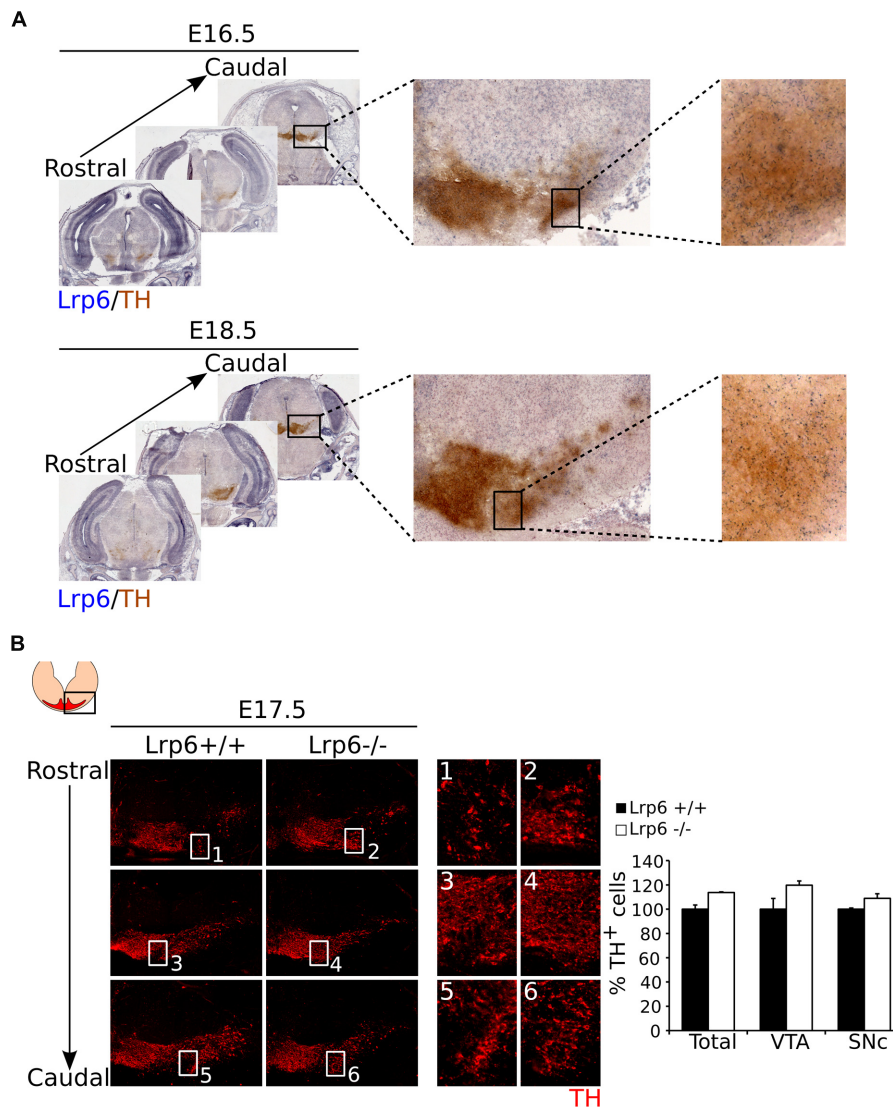 A
E16.5
Caudal
Rostral
Lrp6/TH
E18.5
Caudal
Rostral
Lrp6/TH
B
E17.5
Lrp6+/+ Lrp6-/-
Rostral
Caudal
1
2
3
4
5
6
1 2
3 4
5 6
TH
Lrp6 +/+
Lrp6 -/-
% TH+ cells
140
120
100
80
60
40
20
0
Total VTA SNc